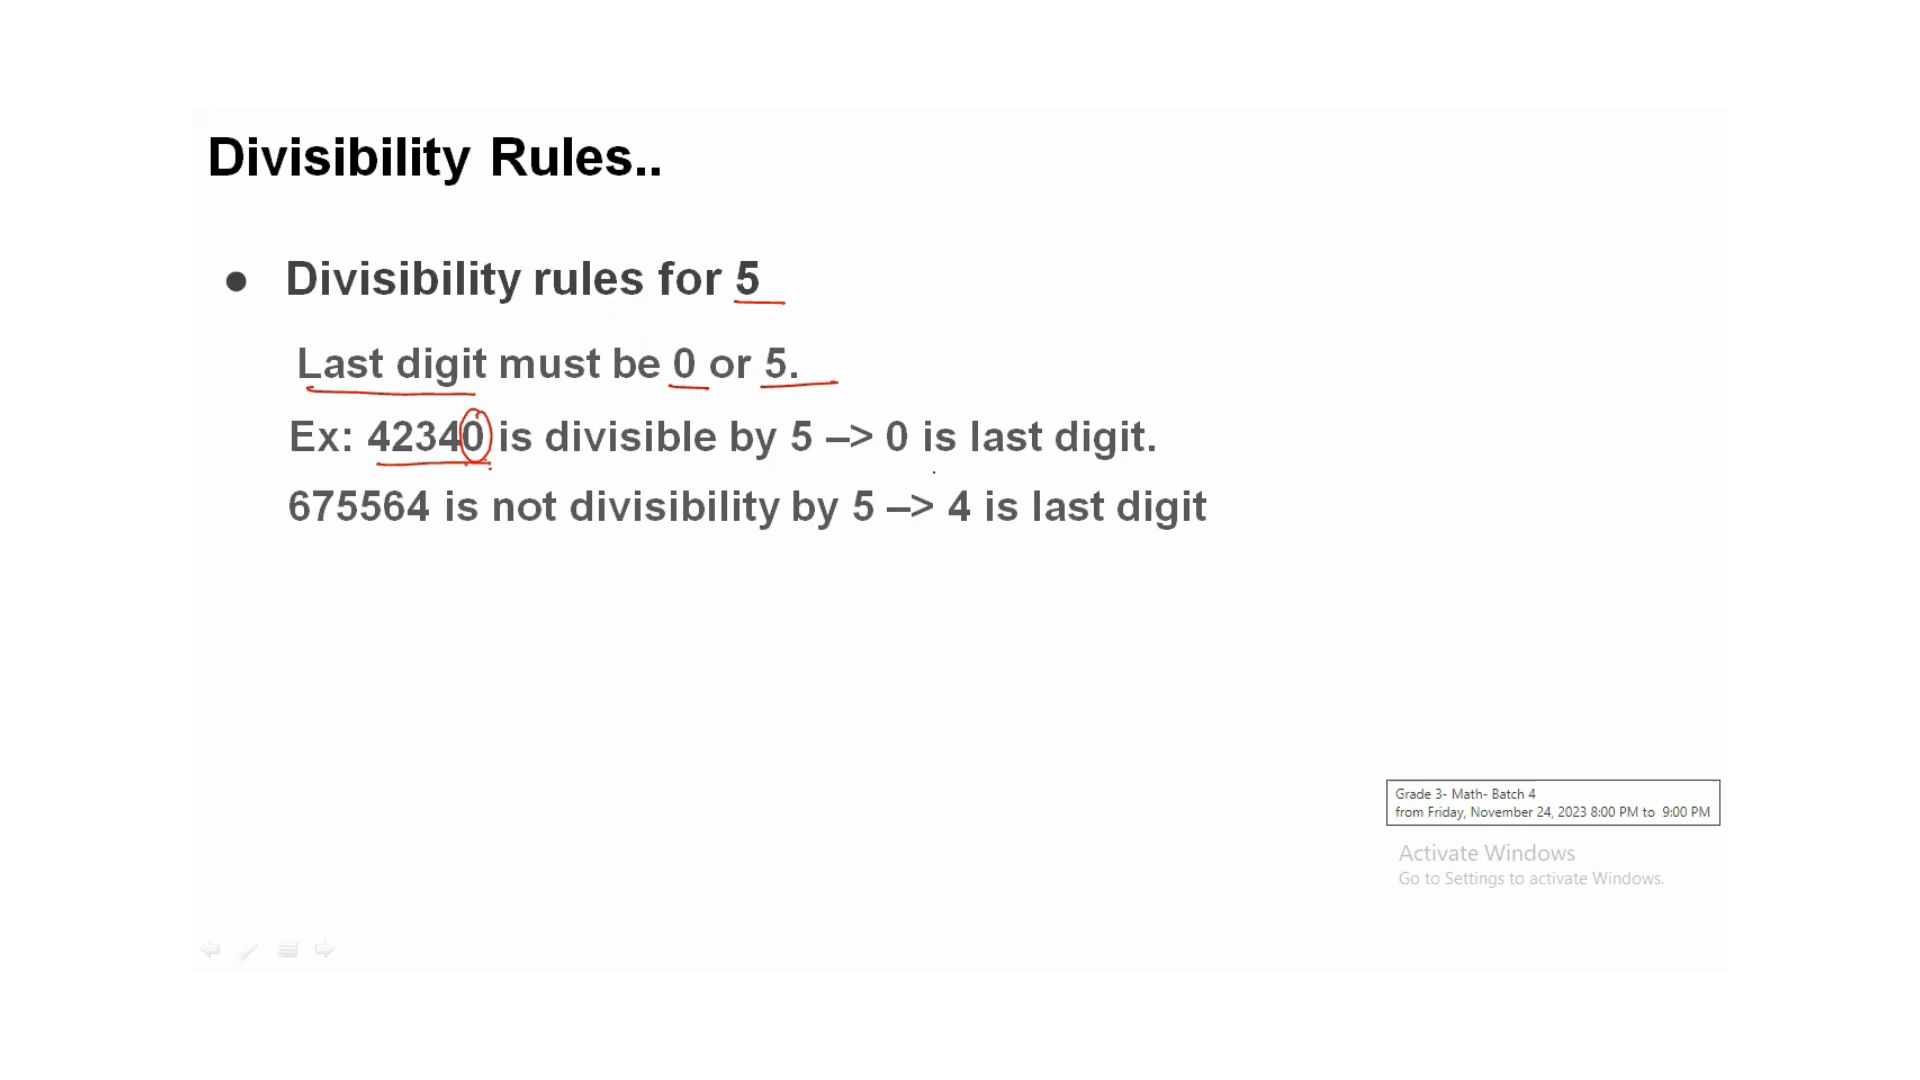 Divisibility Rules..
● Divisibility rules for 5
Last digit must be 0 or 5.
Ex: 42340 is divisible by 5 –> 0 is last digit.
675564 is not divisibility by 5 –> 4 is last digit
Grade 3- Math- Batch 4
from Friday, November 24, 2023 8:00 PM to 9:00 PM
Activate Windows
Go to Settings to activate Windows.